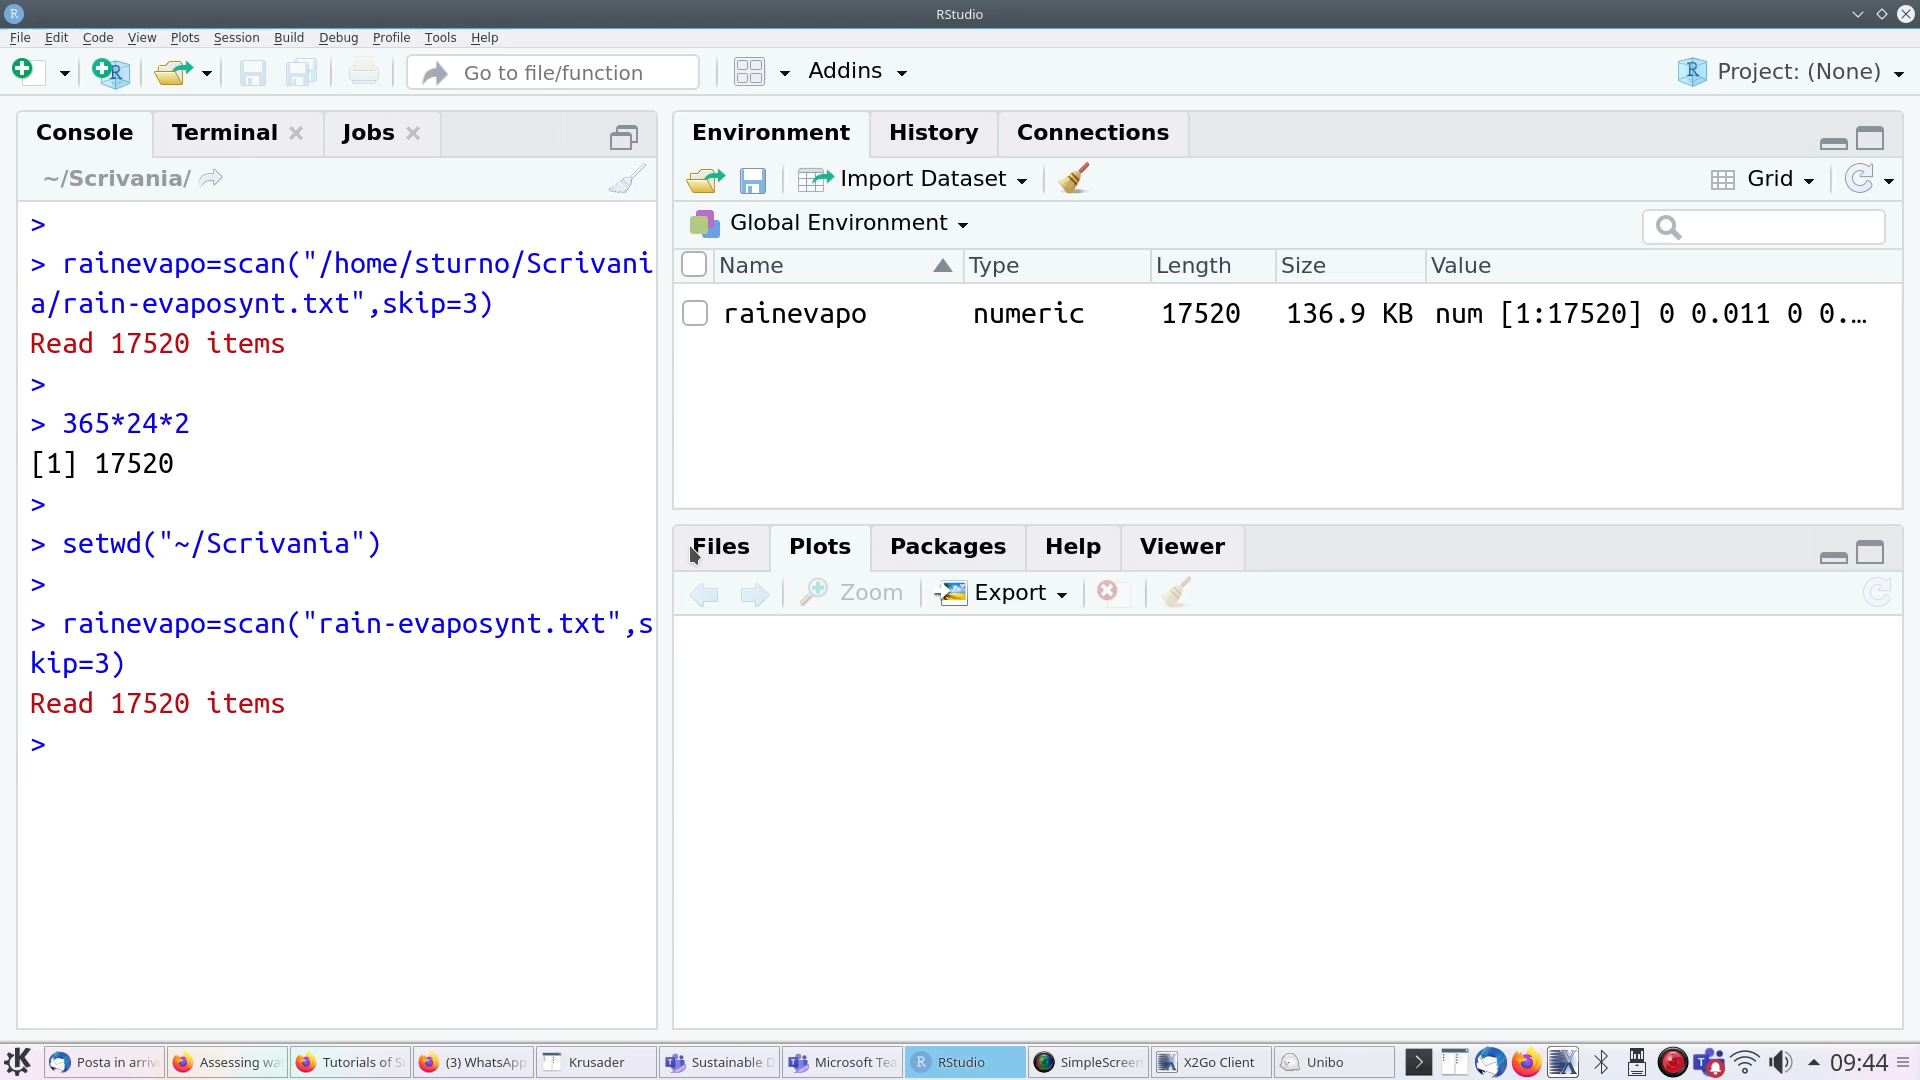 RStudio
File Edit Code View Plots Session Build Debug Profile Tools Help
Go to file/function
Addins
Project: (None)
Console Terminal Jobs
~/Scrivania/
>
> rainevapo=scan("/home/sturno/Scrivani
a/rain-evaposynt.txt",skip=3)
Read 17520 items
>
> 365*24*2
[1] 17520
>
> setwd("~/Scrivania")
>
> rainevapo=scan("rain-evaposynt.txt",s
kip=3)
Read 17520 items
>
Environment History Connections
Import Dataset
Grid
Global Environment
Name Type Length Size Value
rainevapo numeric 17520 136.9 KB num [1:17520] 0 0.011 0 0.…
Files Plots Packages Help Viewer
Zoom Export
Posta in arriv Assessing wa Tutorials of S (3) WhatsApp Krusader Sustainable D Microsoft Tea RStudio SimpleScreen X2Go Client Unibo 09:44